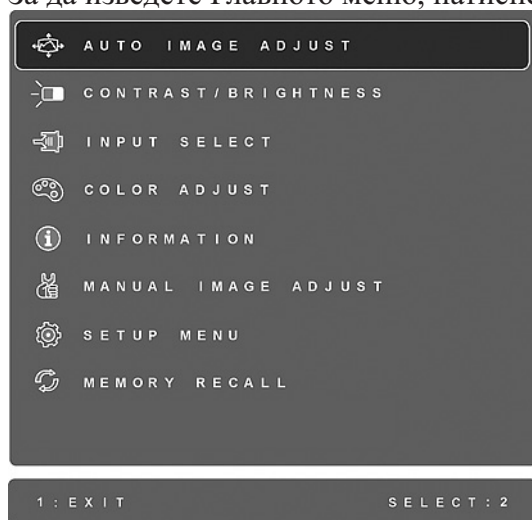 За да изведете Главното меню, натисне
AUTO IMAGE ADJUST
CONTRAST/BRIGHTNESS
INPUT SELECT
COLOR ADJUST
INFORMATION
MANUAL IMAGE ADJUST
SETUP MENU
MEMORY RECALL
1:EXIT SELECT:2